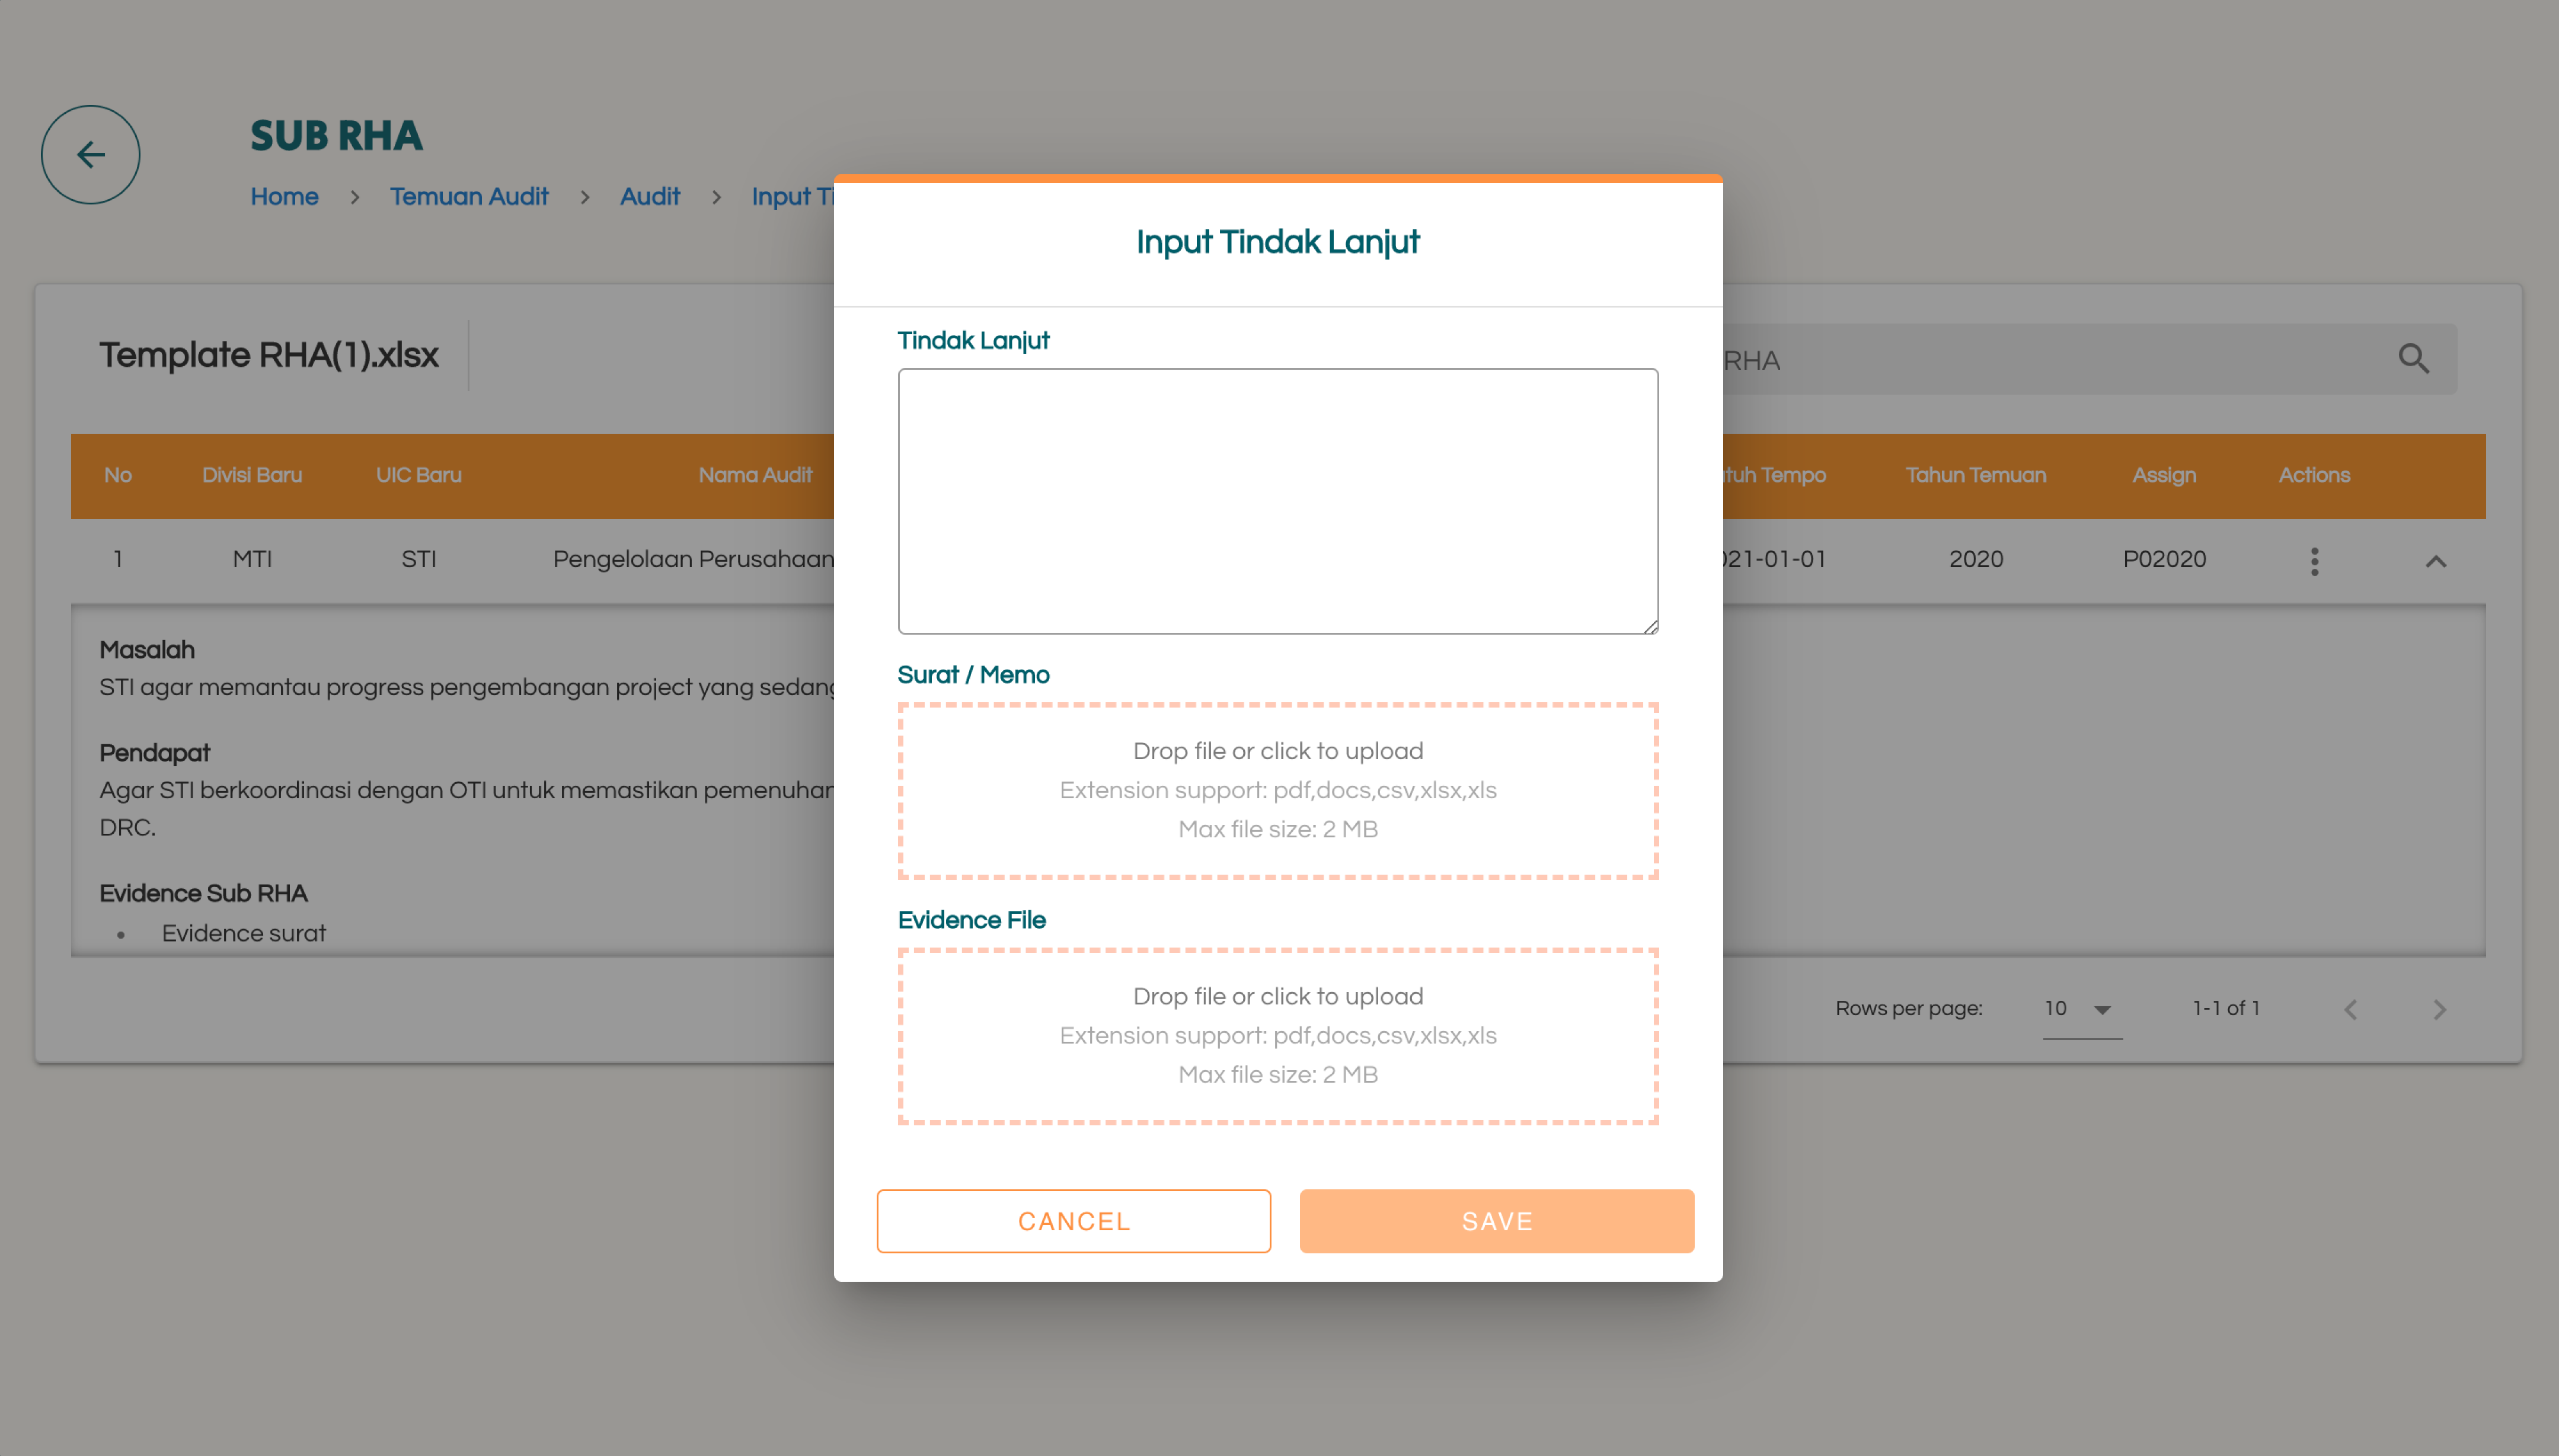 SUB RHA
Home > Temuan Audit > Audit > Input
Template RHA(1).xlsx
RHA
No Divisi Baru UIC Baru Nama Audit Tempo Tahun Temuan Assign Actions
1 MTI STI Pengelolaan Perusahaan 21-01-01 2020 P02020
Masalah
STI agar memantau progress pengembangan project yang sedang
Pendapat
Agar STI berkoordinasi dengan OTI untuk memastikan
DRC.
Evidence Sub RHA
• Evidence surat
Rows per page: 10 1-1 of 1
Input Tindak Lanjut
Tindak Lanjut
Surat / Memo
Drop file or click to upload
Extension support: pdf,docs,csv,xlsx,xls
Max file size: 2 MB
Evidence File
Drop file or click to upload
Extension support: pdf,docs,csv,xlsx,xls
Max file size: 2 MB
CANCEL SAVE